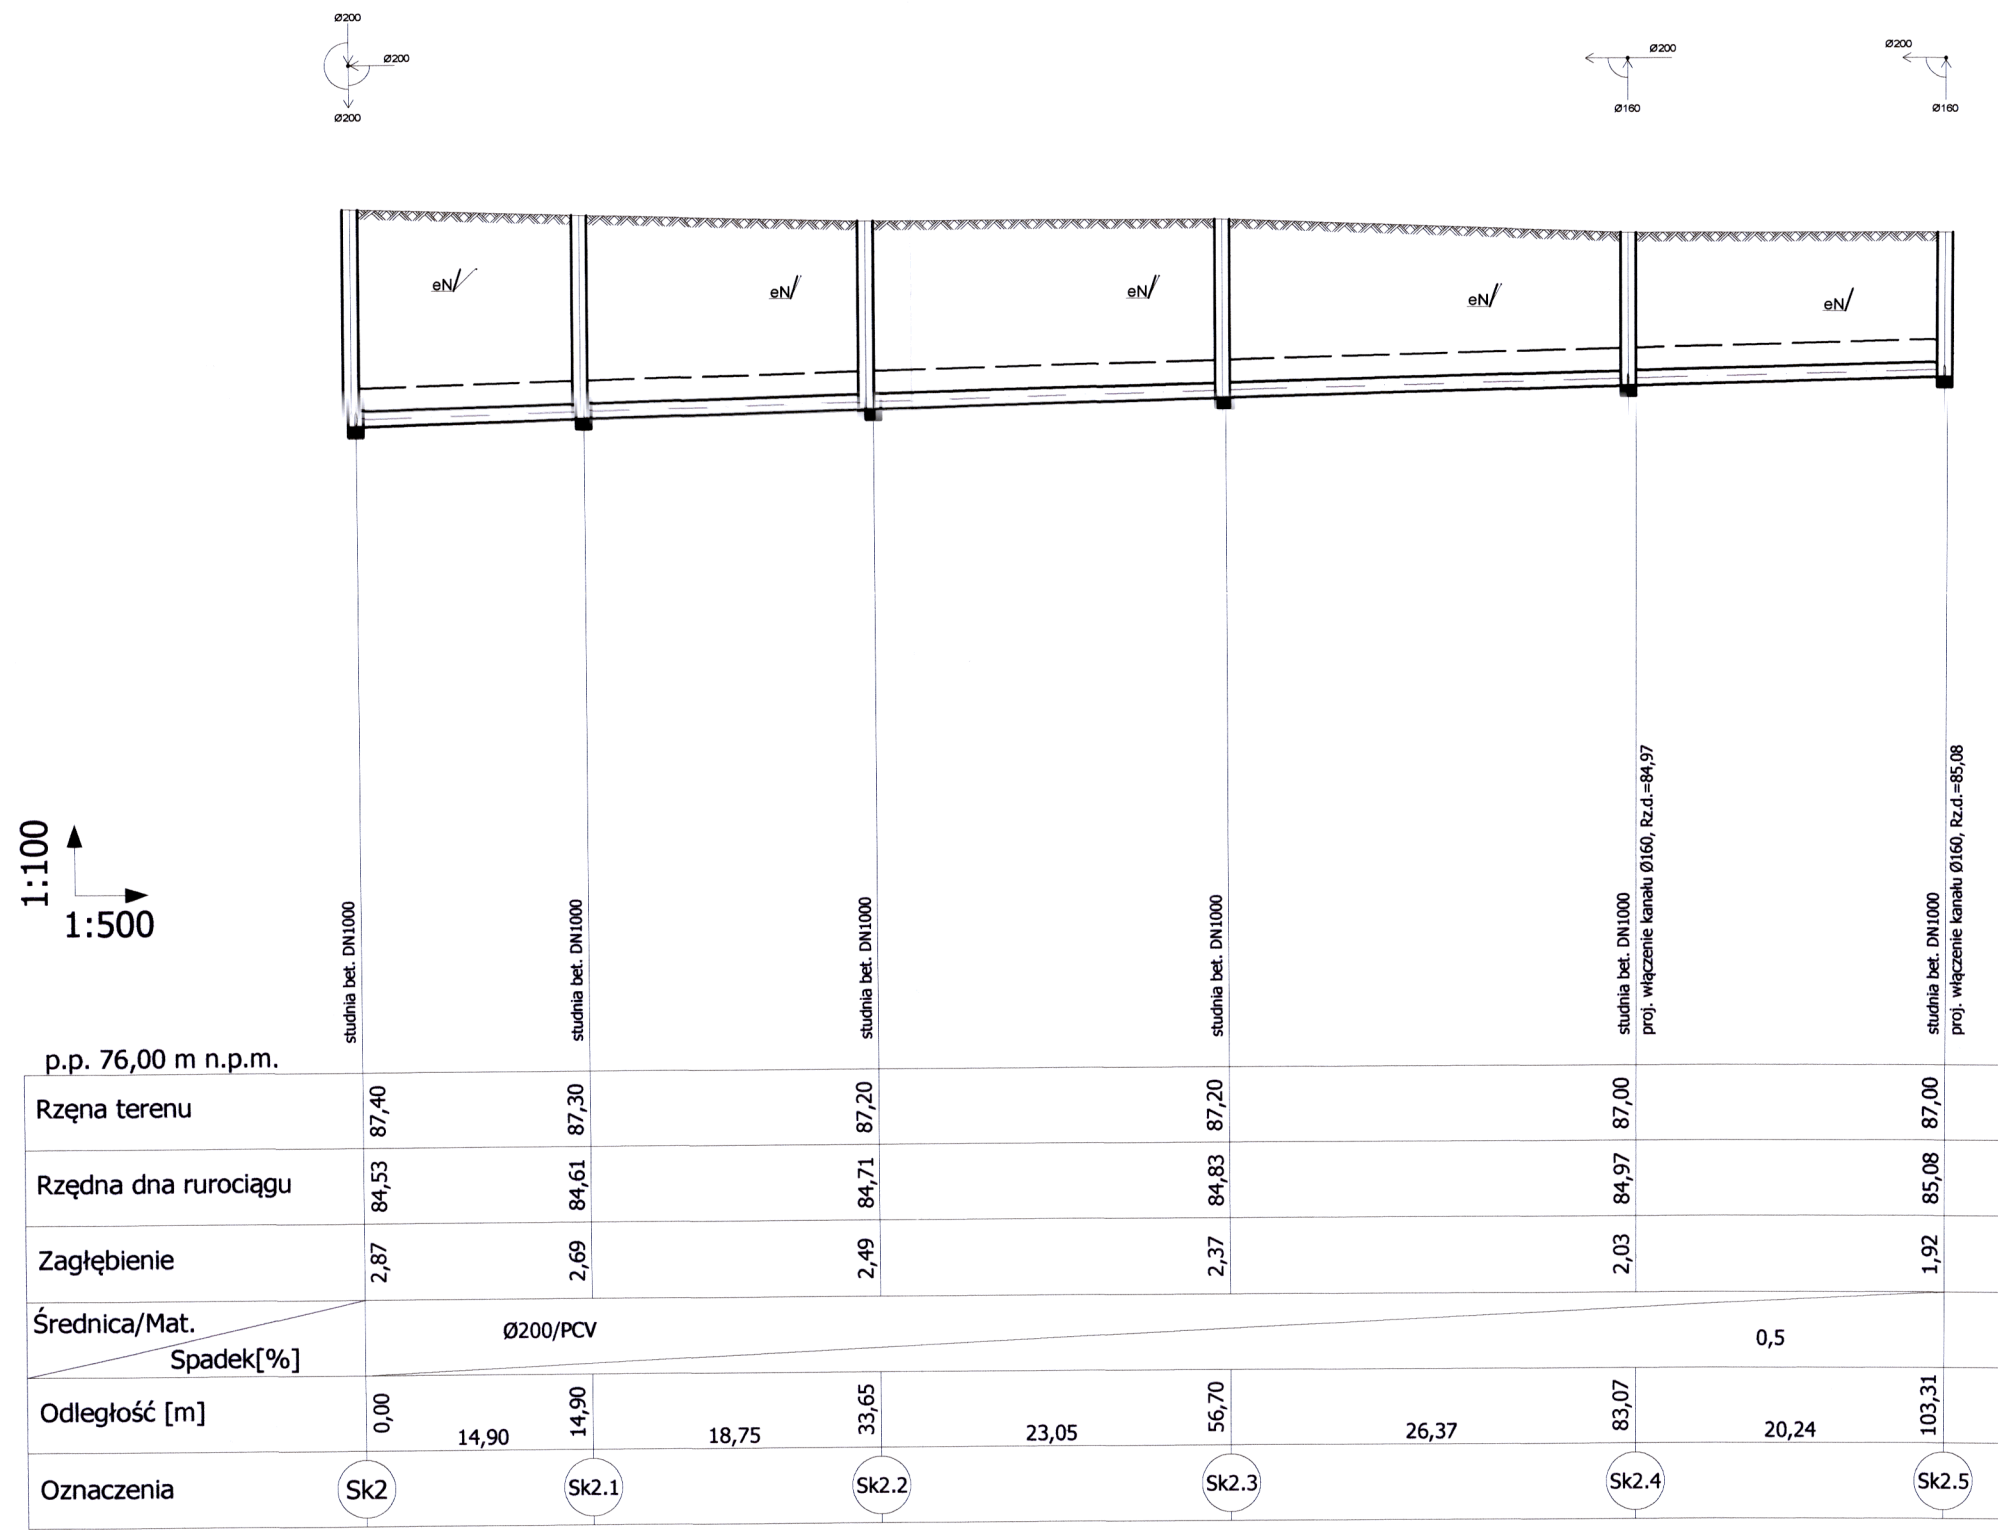 Ø200
Ø200
Ø200
Ø200
Ø160
Ø200
Ø160
eN
eN
eN
eN
eN
1:100
1:500
studnia bet. DN1000
studnia bet. DN1000
studnia bet. DN1000
studnia bet. DN1000
studnia bet. DN1000
proj. włączenie kanału Ø160, Rz.d.=84,97
studnia bet. DN1000
proj. włączenie kanału Ø160, Rz.d.=85,08
p.p. 76,00 m n.p.m.
Rzęna terenu 87,40 87,30 87,20 87,20 87,00 87,00
Rzędna dna rurociągu 84,53 84,61 84,71 84,83 84,97 85,08
Zagłębienie 2,87 2,69 2,49 2,37 2,03 1,92
Średnica/Mat. Ø200/PCV
Spadek[%] 0,5
Odległość [m] 0,00 14,90 14,90 18,75 33,65 23,05 56,70 26,37 83,07 20,24 103,31
Oznaczenia Sk2 Sk2.1 Sk2.2 Sk2.3 Sk2.4 Sk2.5